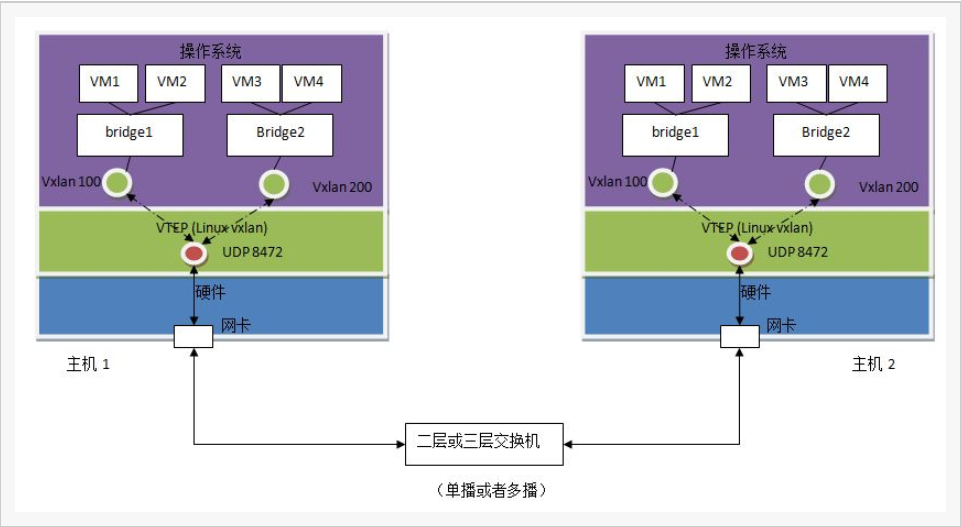 操作系统
VM1 VM2 VM3 VM4
bridge1 Bridge2
Vxlan 100 Vxlan 200
VTEP (Linux vxlan)
UDP 8472
硬件
网卡
主机 1
操作系统
VM1 VM2 VM3 VM4
bridge1 Bridge2
Vxlan 100 Vxlan 200
VTEP (Linux vxlan)
UDP 8472
硬件
网卡
主机 2
二层或三层交换机
（单播或者多播）